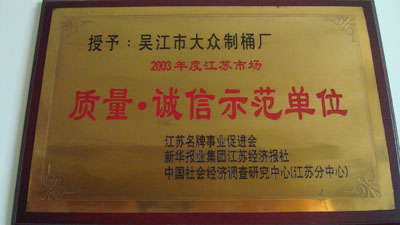 授予：吴江市大众制桶厂
2003年度江苏市场
质量·诚信示范单位
江苏名牌事业促进会
新华报业集团江苏经济报社
中国社会经济调查研究中心(江苏分中心)